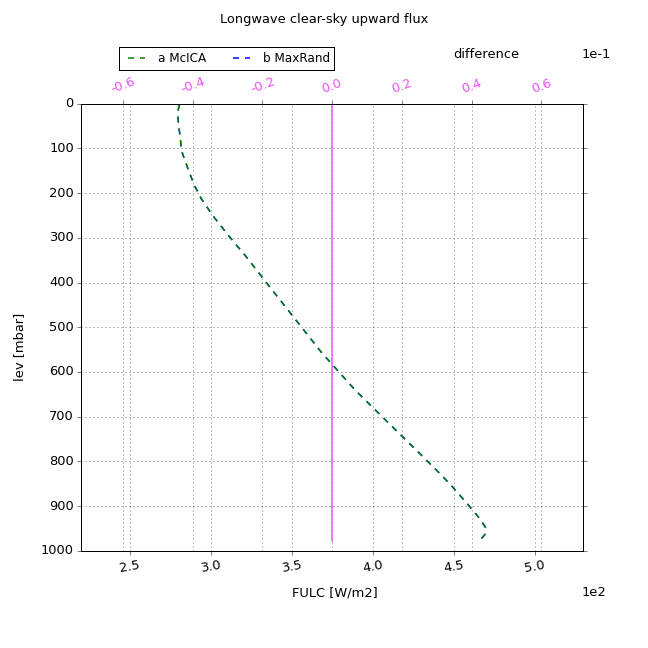 Longwave clear-sky upward flux
a McICA b MaxRand difference 1e-1
-0.6 -0.4 -0.2 0.0 0.2 0.4 0.6
0
100
200
300
400
500
600
700
800
900
1000
lev [mbar]
2.5 3.0 3.5 4.0 4.5 5.0
FULC [W/m2] 1e2